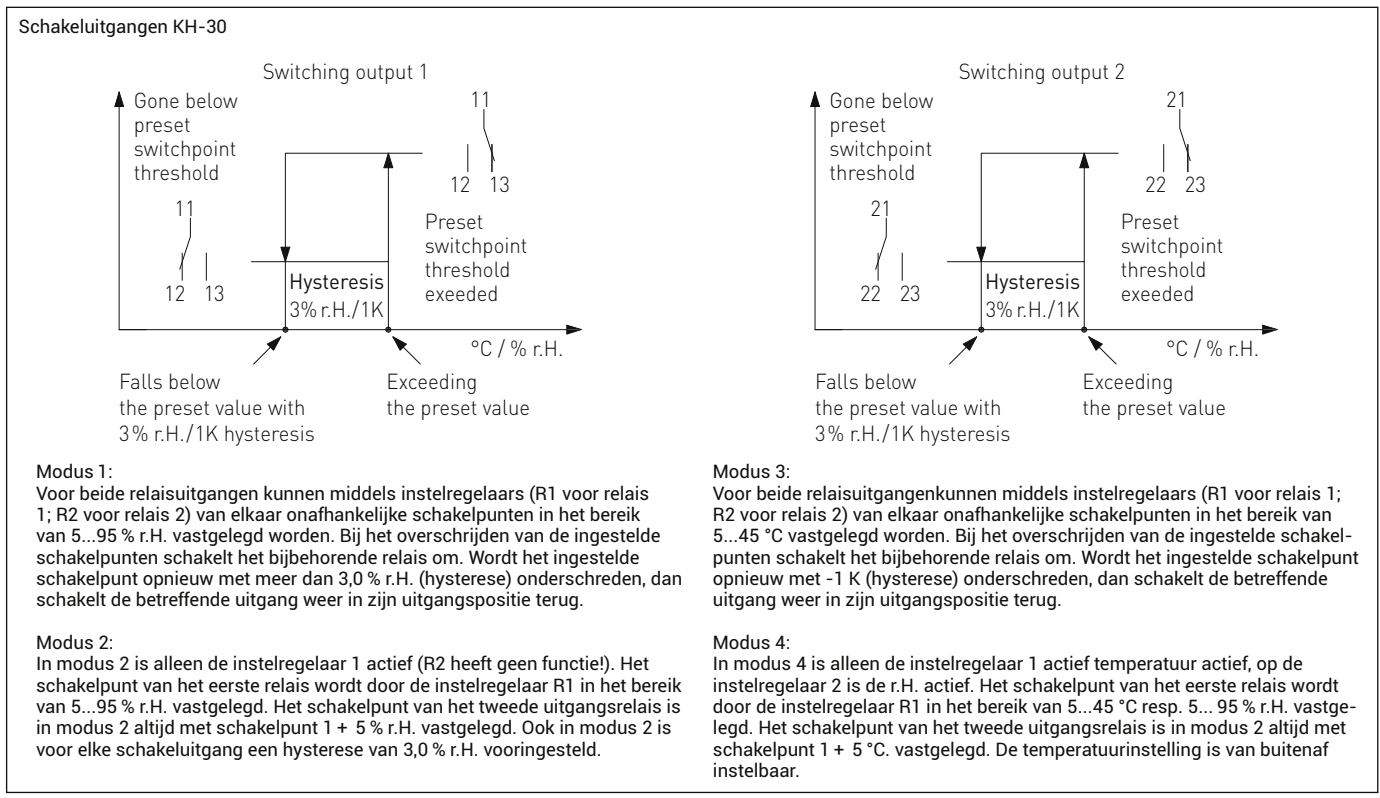 Schakeluitgangen KH-30
Switching output 1
Gone below
preset
switchpoint
threshold
11
12 13
11
12 13
Preset
switchpoint
threshold
exeeded
Hysteresis
3% r.H./1K
°C / % r.H.
Falls below
the preset value with
3% r.H./1K hysteresis
Exceeding
the preset value
Switching output 2
Gone below
preset
switchpoint
threshold
21
22 23
21
22 23
Preset
switchpoint
threshold
exeeded
Hysteresis
3% r.H./1K
°C / % r.H.
Falls below
the preset value with
3% r.H./1K hysteresis
Exceeding
the preset value
Modus 1:
Voor beide relaisuitgangen kunnen middels instelregelaars (R1 voor relais
1; R2 voor relais 2) van elkaar onafhankelijke schakelpunten in het bereik
van 5...95 % r.H. vastgelegd worden. Bij het overschrijden van de ingestelde
schakelpunten schakelt het bijbehorende relais om. Wordt het ingestelde
schakelpunt opnieuw met meer dan 3,0 % r.H. (hysterese) onderschreden, dan
schakelt de betreffende uitgang weer in zijn uitgangspositie terug.
Modus 2:
In modus 2 is alleen de instelregelaar 1 actief (R2 heeft geen functie!). Het
schakelpunt van het eerste relais wordt door de instelregelaar R1 in het bereik
van 5...95 % r.H. vastgelegd. Het schakelpunt van het tweede uitgangsrelais is
in modus 2 altijd met schakelpunt 1 + 5 % r.H. vastgelegd. Ook in modus 2 is
voor elke schakeluitgang een hysterese van 3,0 % r.H. vooringesteld.
Modus 3:
Voor beide relaisuitgangenkunnen middels instelregelaars (R1 voor relais 1;
R2 voor relais 2) van elkaar onafhankelijke schakelpunten in het bereik van
5...45 °C vastgelegd worden. Bij het overschrijden van de ingestelde schakel-
punten schakelt het bijbehorende relais om. Wordt het ingestelde schakelpunt
opnieuw met -1 K (hysterese) onderschreden, dan schakelt de betreffende
uitgang weer in zijn uitgangspositie terug.
Modus 4:
In modus 4 is alleen de instelregelaar 1 actief temperatuur actief, op de
instelregelaar 2 is de r.H. actief. Het schakelpunt van het eerste relais wordt
door de instelregelaar R1 in het bereik van 5...45 °C resp. 5... 95 % r.H. vastge-
legd. Het schakelpunt van het tweede uitgangsrelais is in modus 2 altijd met
schakelpunt 1 + 5 °C. vastgelegd. De temperatuurinstelling is van buitenaf
instelbaar.